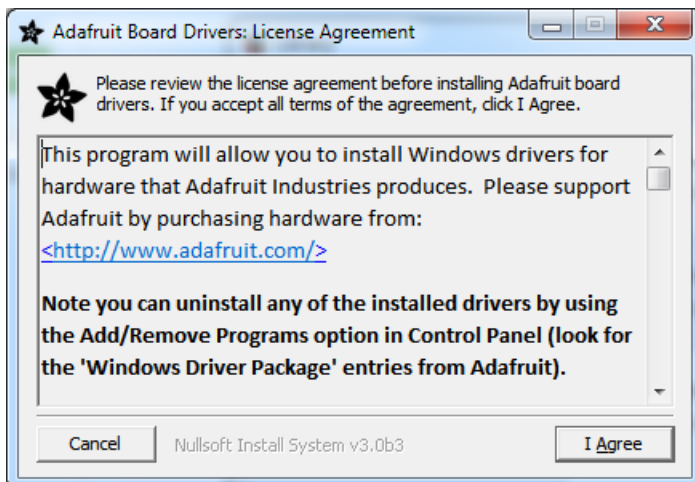 Adafruit Board Drivers: License Agreement
Please review the license agreement before installing Adafruit board
drivers. If you accept all terms of the agreement, click I Agree.
This program will allow you to install Windows drivers for
hardware that Adafruit Industries produces.  Please support
Adafruit by purchasing hardware from:
<http://www.adafruit.com/>
Note you can uninstall any of the installed drivers by using
the Add/Remove Programs option in Control Panel (look for
the 'Windows Driver Package' entries from Adafruit).
Cancel
Nullsoft Install System v3.0b3
I Agree